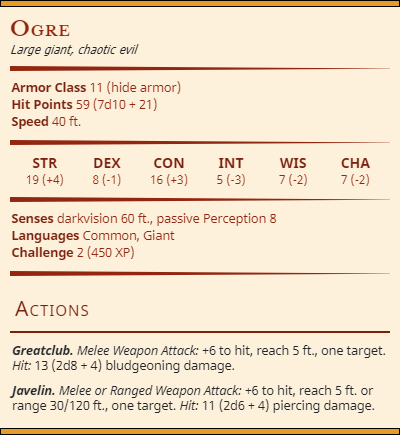 Ogre
Large giant, chaotic evil
Armor Class 11 (hide armor)
Hit Points 59 (7d10 + 21)
Speed 40 ft.
STR DEX CON INT WIS CHA
19 (+4) 8 (-1) 16 (+3) 5 (-3) 7 (-2) 7 (-2)
Senses darkvision 60 ft., passive Perception 8
Languages Common, Giant
Challenge 2 (450 XP)
Actions
Greatclub. Melee Weapon Attack: +6 to hit, reach 5 ft., one target.
Hit: 13 (2d8 + 4) bludgeoning damage.
Javelin. Melee or Ranged Weapon Attack: +6 to hit, reach 5 ft. or
range 30/120 ft., one target. Hit: 11 (2d6 + 4) piercing damage.